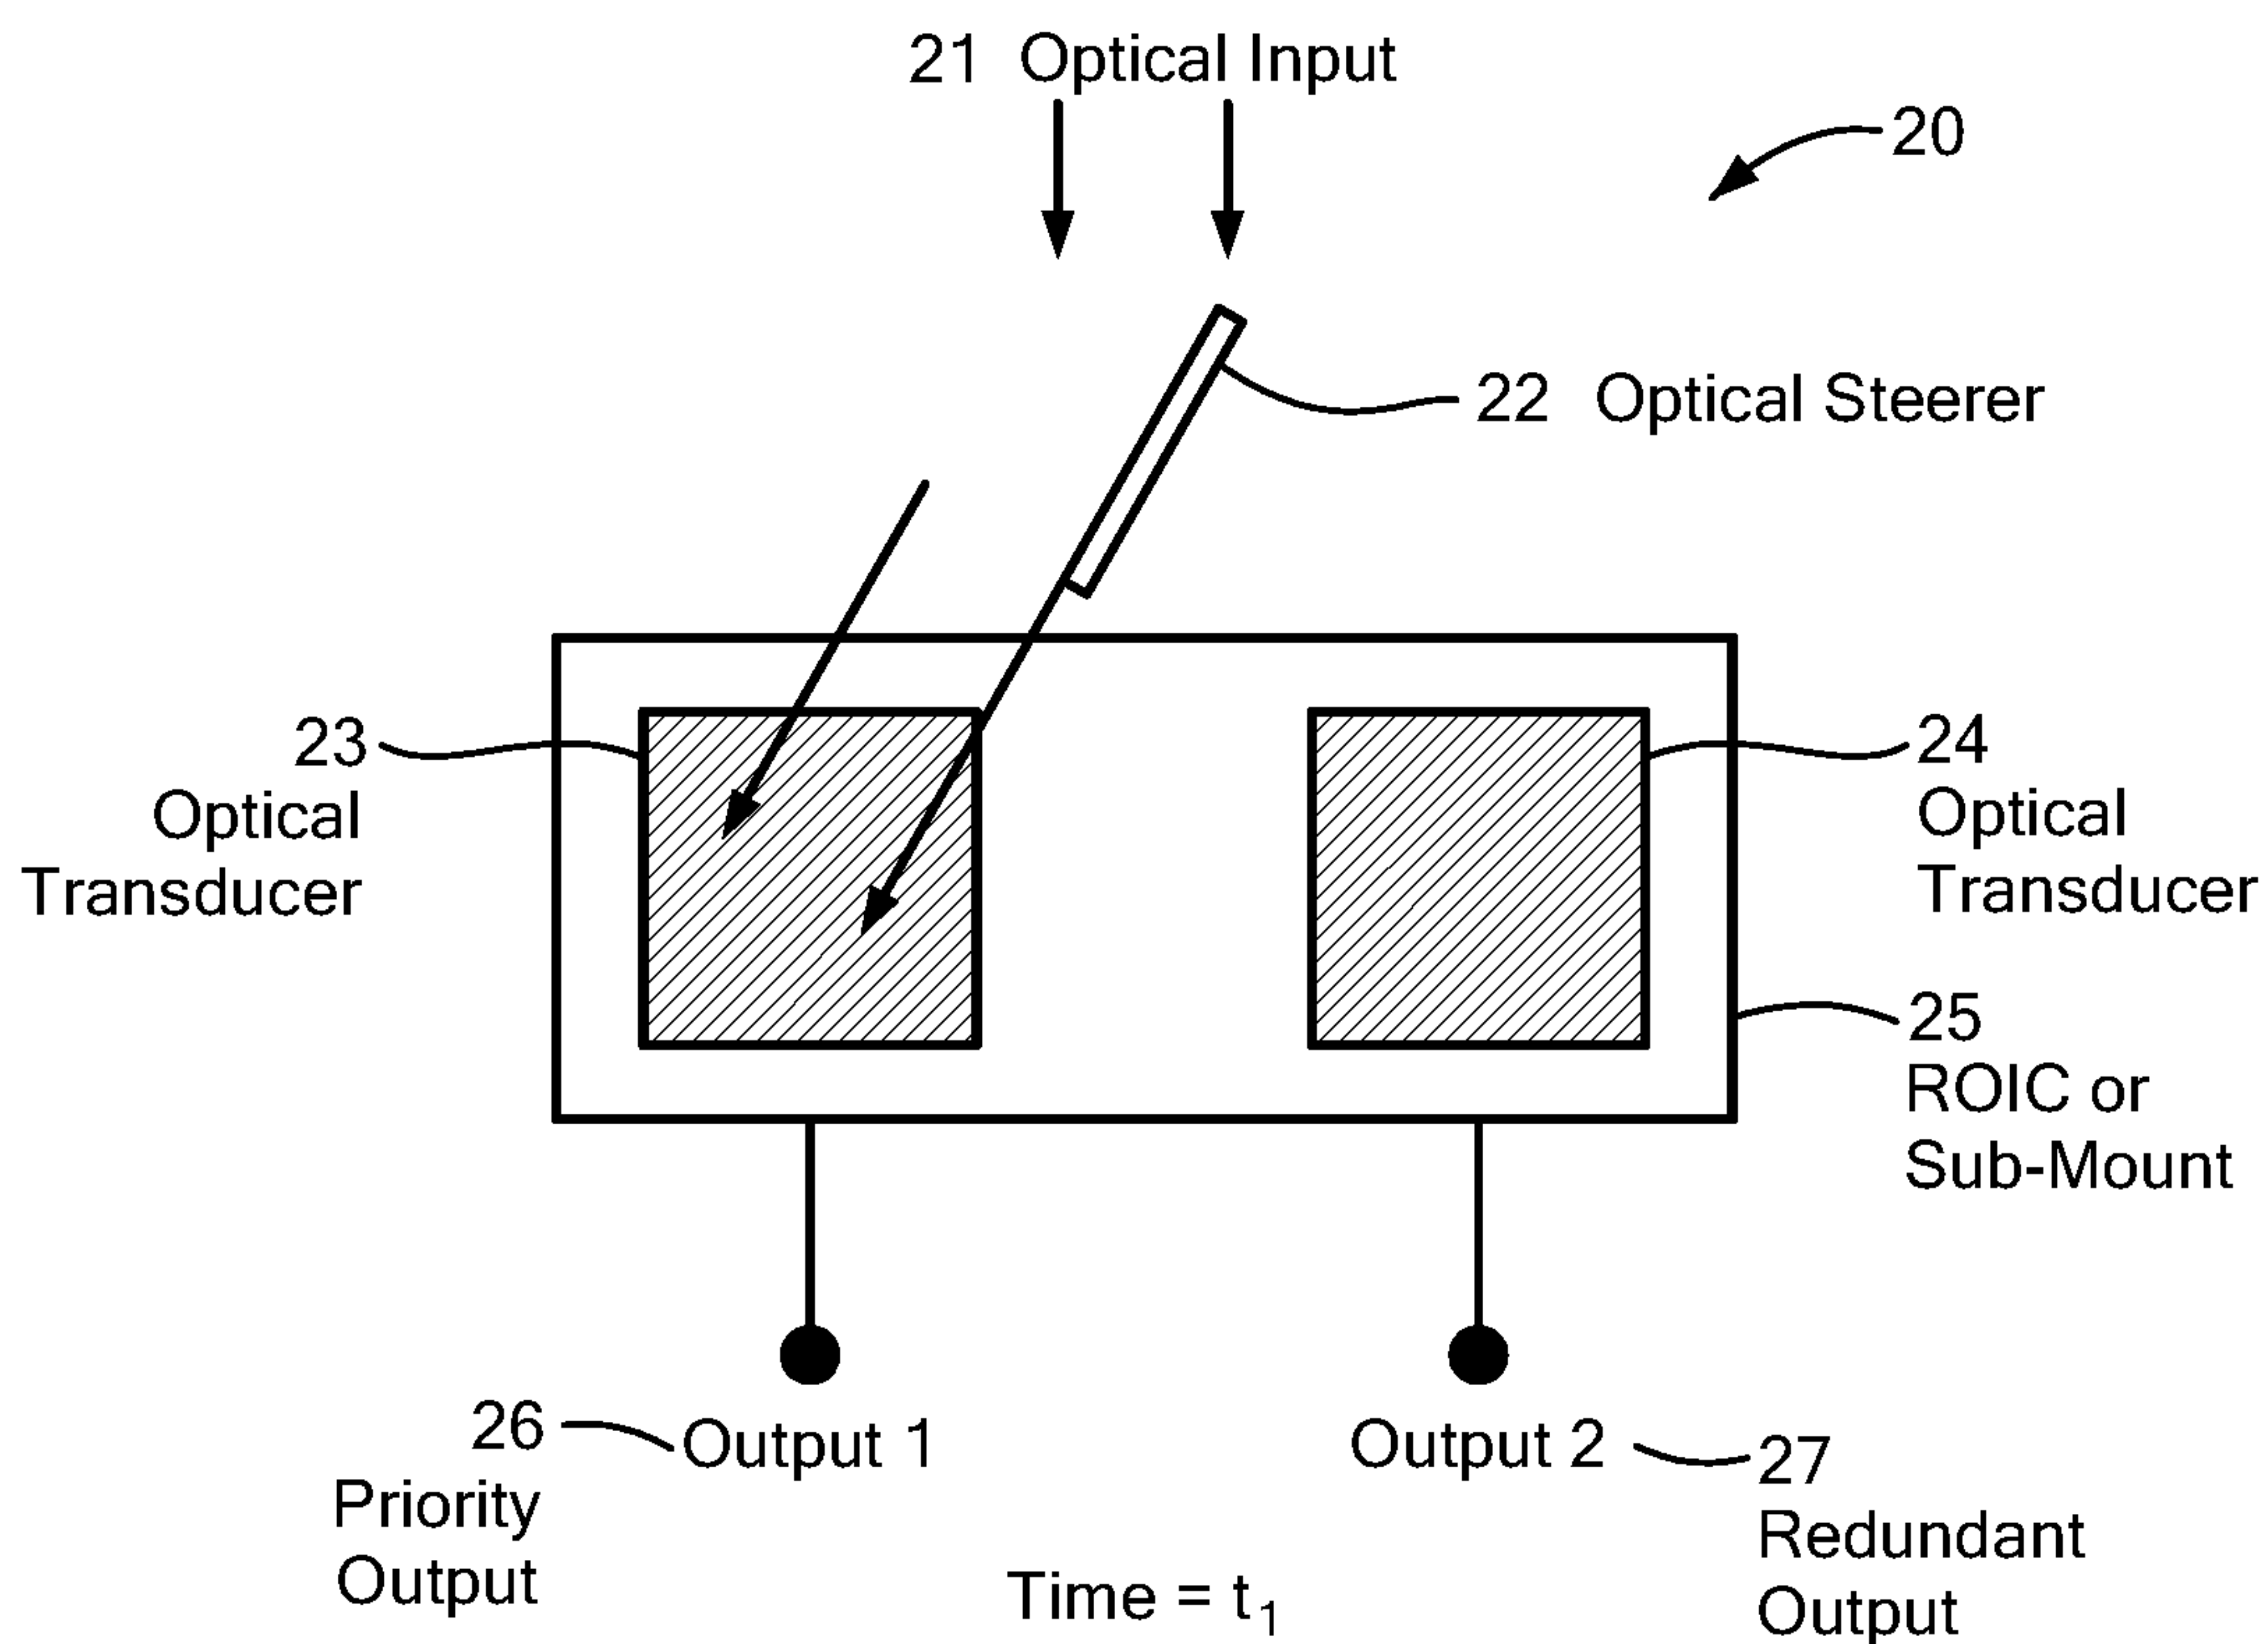 21 Optical Input
20
22 Optical Steerer
23
Optical
Transducer
24
Optical
Transducer
25
ROIC or
Sub-Mount
26
Priority
Output
Output 1
Output 2
27
Redundant
Output
Time = t₁